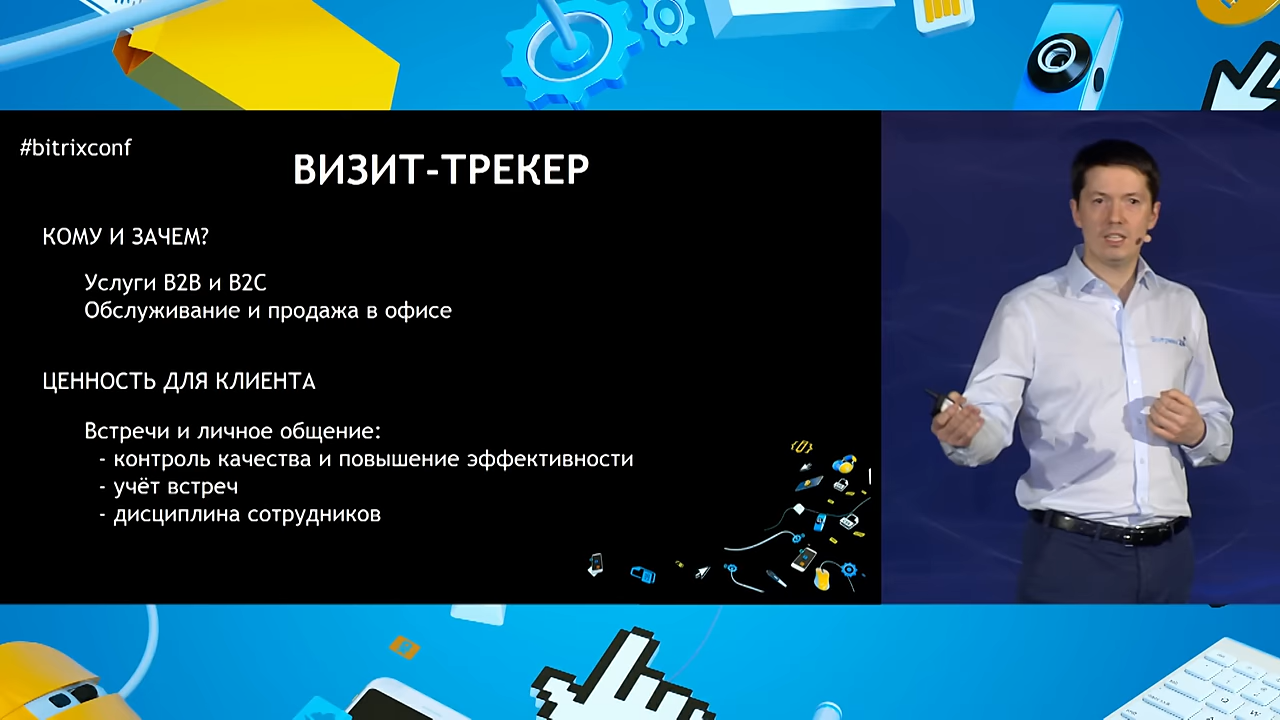 #bitrixconf
ВИЗИТ-ТРЕКЕР
КОМУ И ЗАЧЕМ?
Услуги B2B и B2C
Обслуживание и продажа в офисе
ЦЕННОСТЬ ДЛЯ КЛИЕНТА
Встречи и личное общение:
- контроль качества и повышение эффективности
- учёт встреч
- дисциплина сотрудников